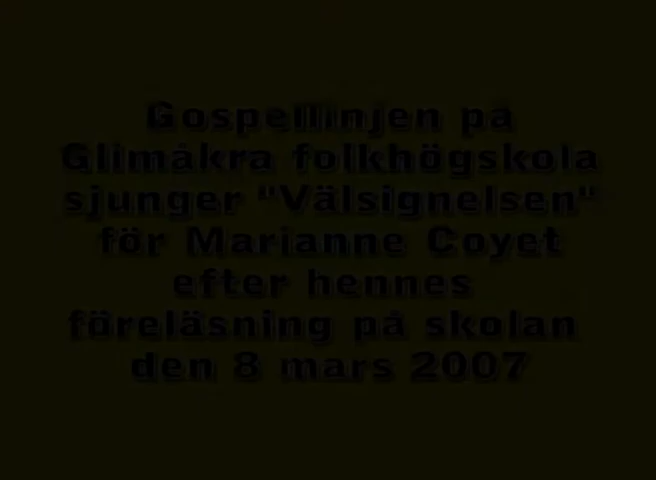 Gospellinjen på
Glimåkra folkhögskola
sjunger "Välsignelsen"
för Marianne Coyet
efter hennes
föreläsning på skolan
den 8 mars 2007